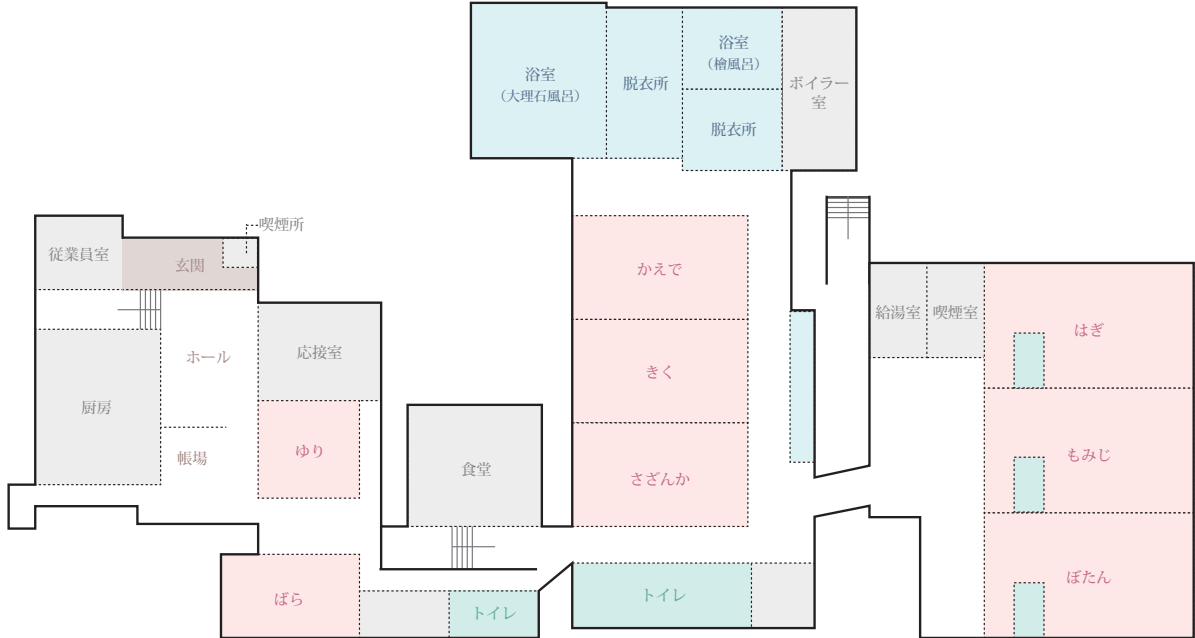 浴室
（大理石風呂）
脱衣所
浴室
（檜風呂）
脱衣所
ボイラー
室
喫煙所
従業員室
玄関
かえで
ホール
応接室
きく
給湯室
喫煙室
はぎ
厨房
帳場
ゆり
食堂
さざんか
もみじ
ばら
トイレ
トイレ
ぼたん